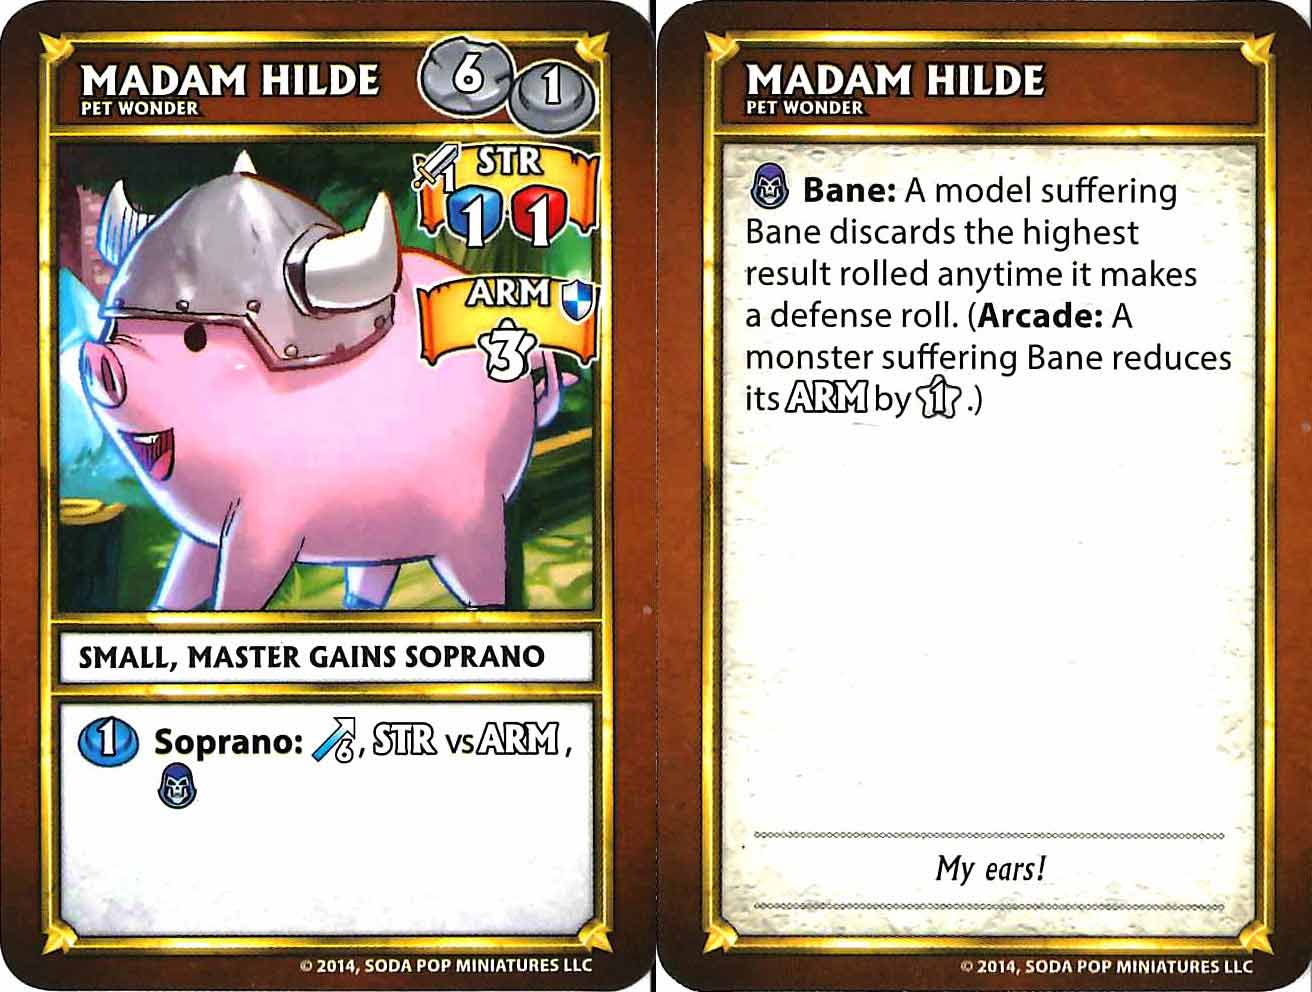 MADAM HILDE
PET WONDER
6
1
STR
1
1 1
ARM
3
SMALL, MASTER GAINS SOPRANO
1 Soprano: 6, STR vs ARM,
© 2014, SODA POP MINIATURES LLC
MADAM HILDE
PET WONDER
Bane: A model suffering
Bane discards the highest
result rolled anytime it makes
a defense roll. (Arcade: A
monster suffering Bane reduces
its ARM by 1.)
My ears!
© 2014, SODA POP MINIATURES LLC